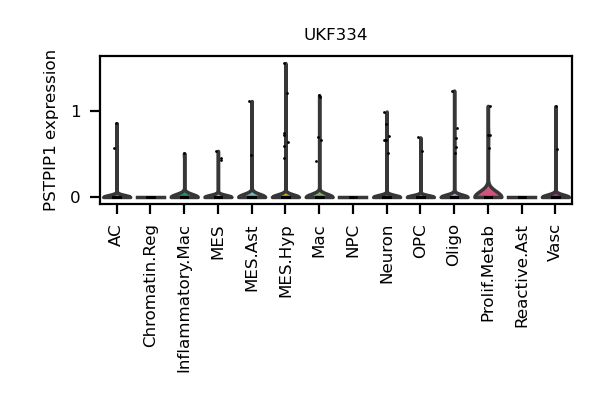 UKF334
PSTPIP1 expression
1
0
AC
Chromatin.Reg
Inflammatory.Mac
MES
MES.Ast
MES.Hyp
Mac
NPC
Neuron
OPC
Oligo
Prolif.Metab
Reactive.Ast
Vasc